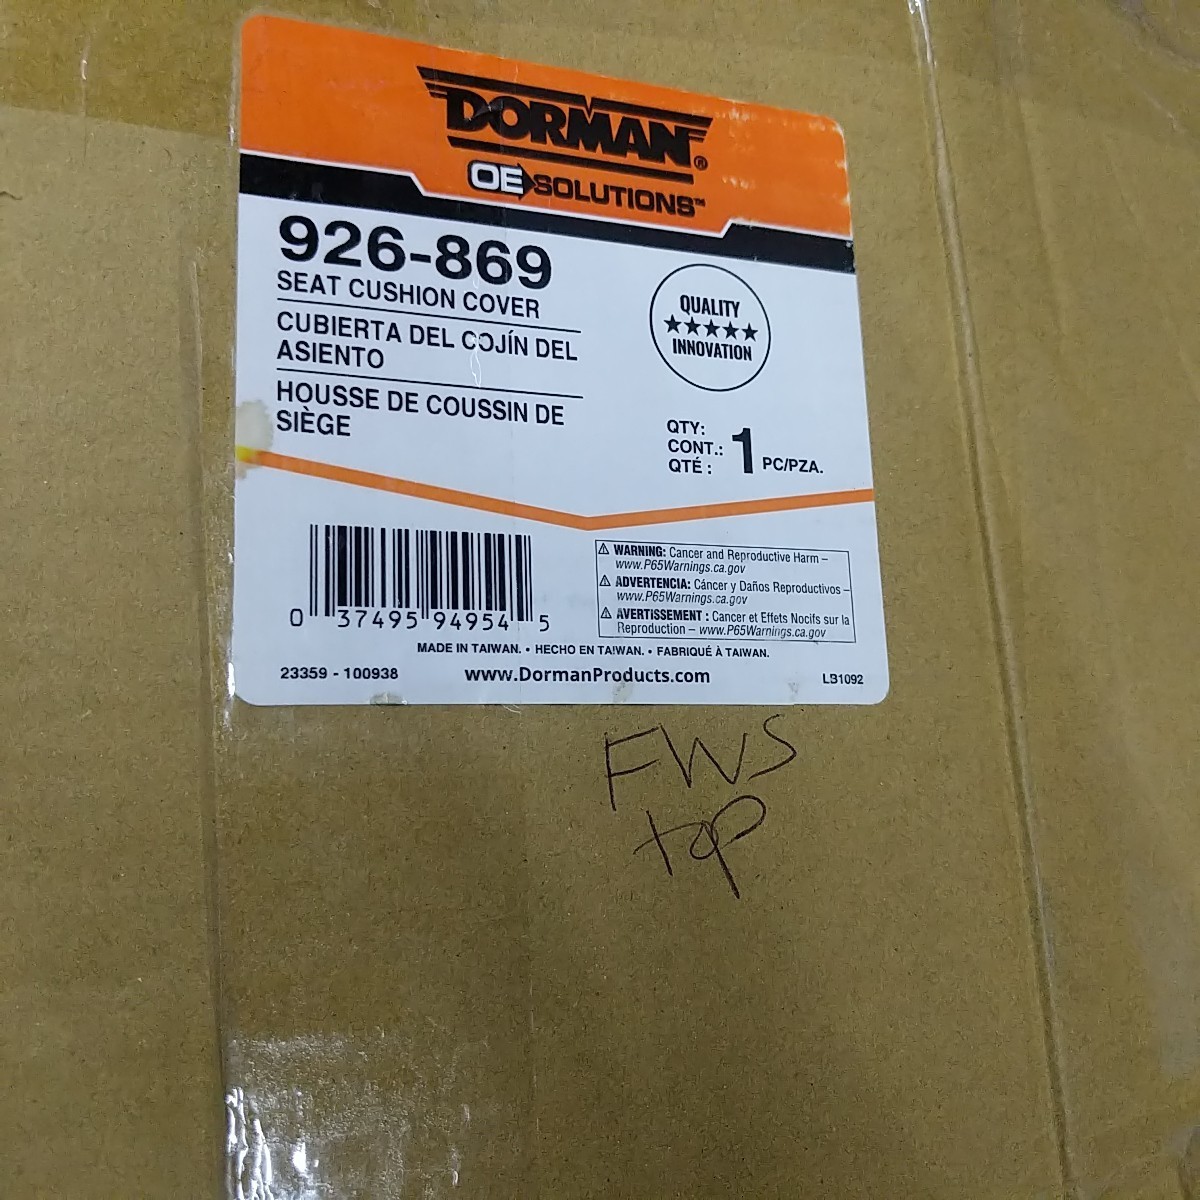 DORMAN®
OE SOLUTIONS™
926-869
SEAT CUSHION COVER
CUBIERTA DEL COJÍN DEL
ASIENTO
HOUSSE DE COUSSIN DE
SIÈGE
QUALITY
★★★★★
INNOVATION
QTY:
CONT.:
QTÉ :
1 PC/PZA.
0 37495 94954 5
⚠ WARNING: Cancer and Reproductive Harm –
www.P65Warnings.ca.gov
⚠ ADVERTENCIA: Cáncer y Daños Reproductivos –
www.P65Warnings.ca.gov
⚠ AVERTISSEMENT : Cancer et Effets Nocifs sur la
Reproduction – www.P65Warnings.ca.gov
MADE IN TAIWAN. • HECHO EN TAIWAN. • FABRIQUÉ À TAIWAN.
23359 - 100938
www.DormanProducts.com
LB1092
FWS
top